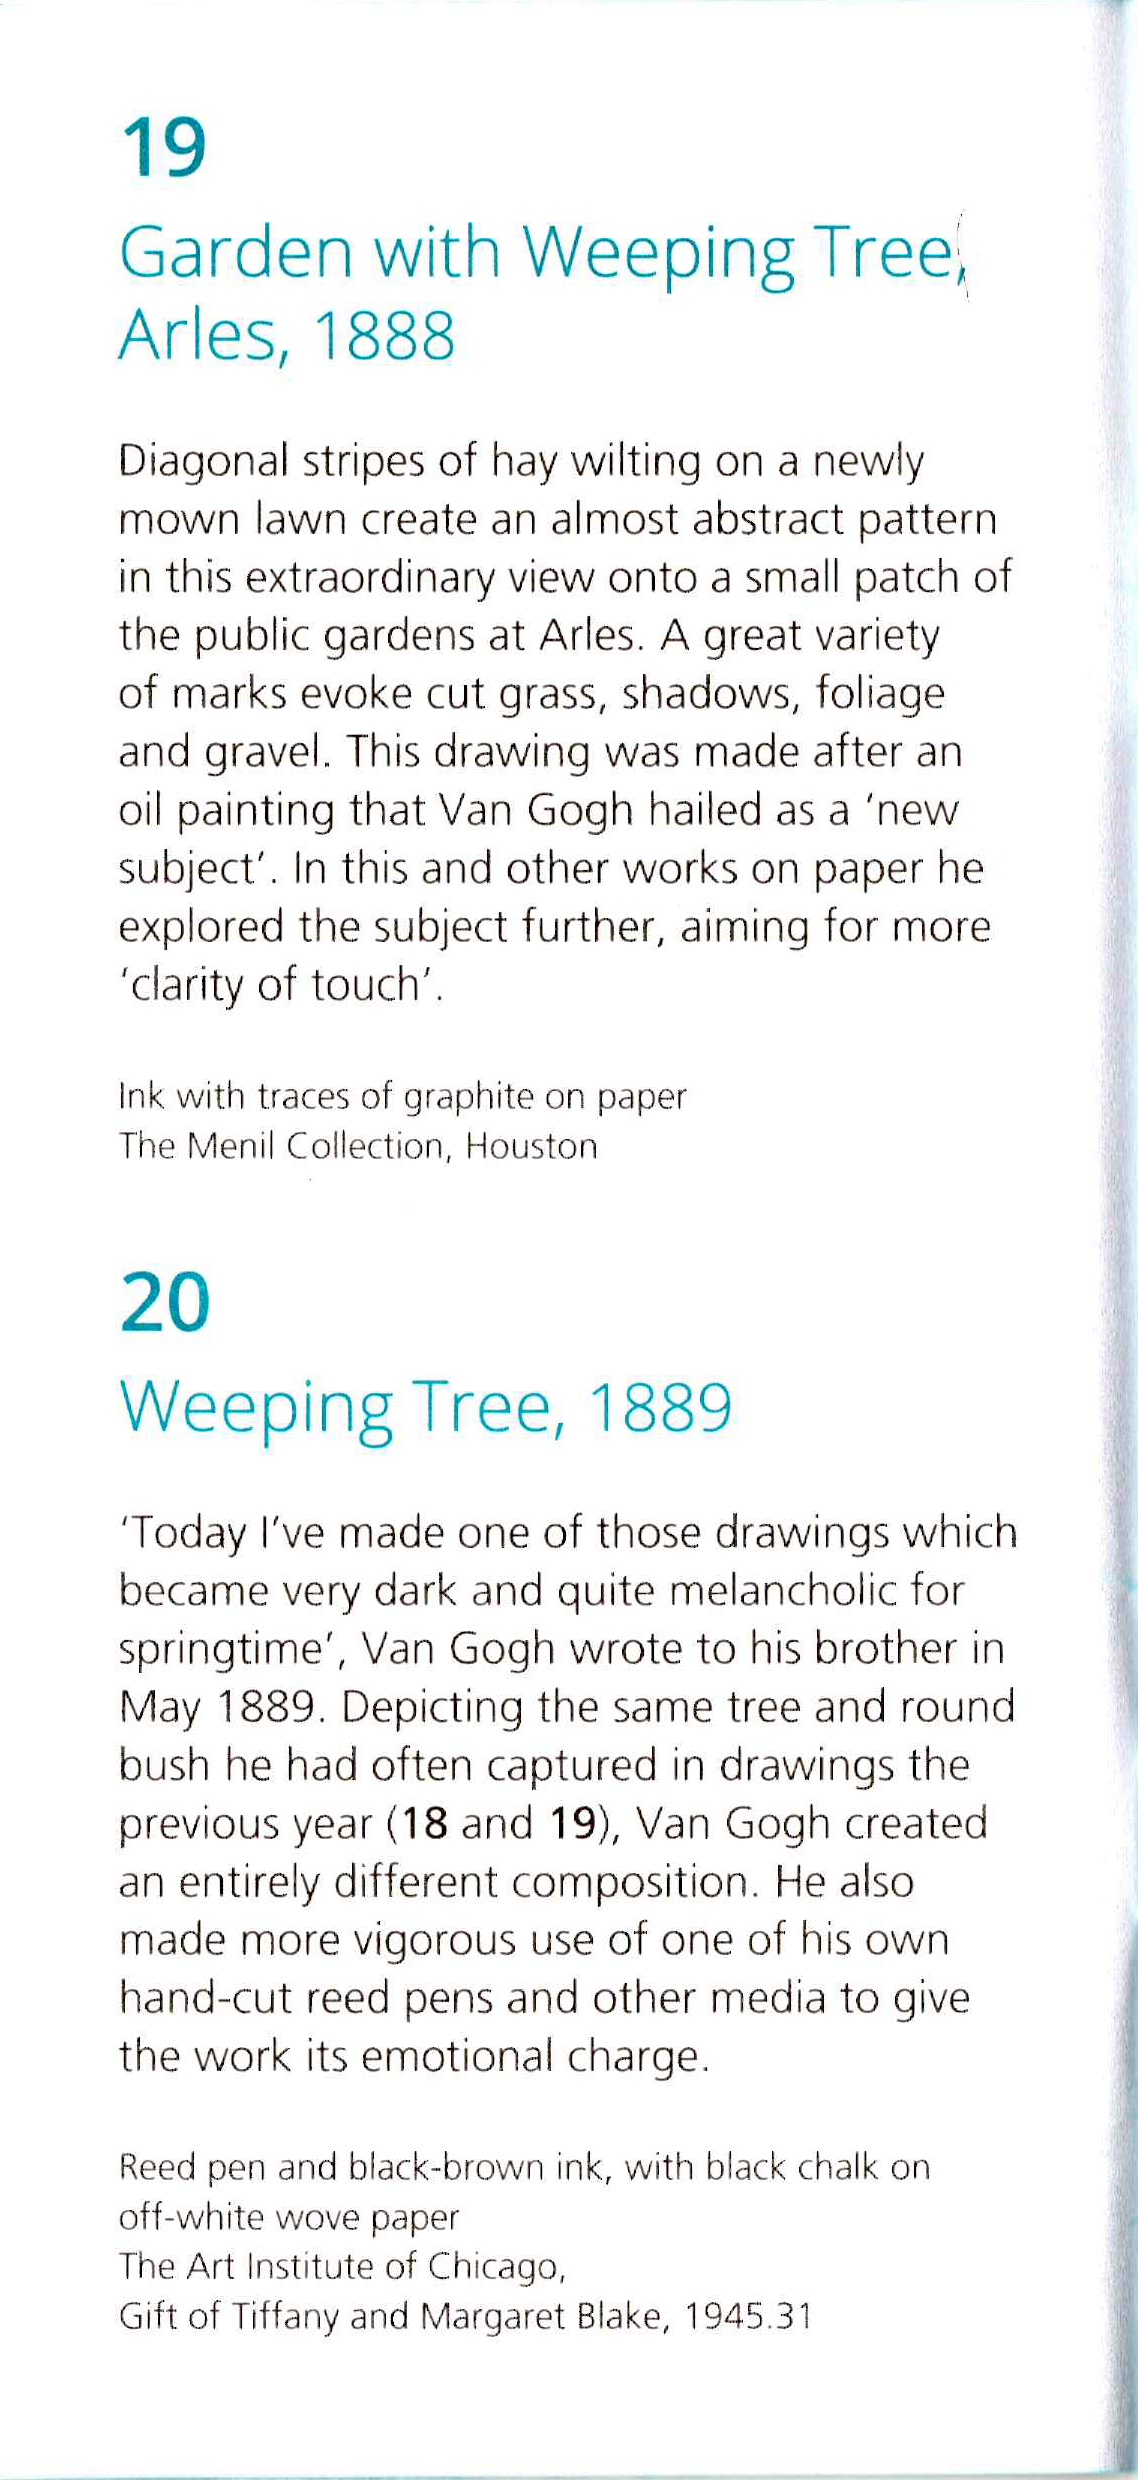 19
Garden with Weeping Tree,
Arles, 1888
Diagonal stripes of hay wilting on a newly
mown lawn create an almost abstract pattern
in this extraordinary view onto a small patch of
the public gardens at Arles. A great variety
of marks evoke cut grass, shadows, foliage
and gravel. This drawing was made after an
oil painting that Van Gogh hailed as a ‘new
subject’. In this and other works on paper he
explored the subject further, aiming for more
‘clarity of touch’.
Ink with traces of graphite on paper
The Menil Collection, Houston
20
Weeping Tree, 1889
‘Today I’ve made one of those drawings which
became very dark and quite melancholic for
springtime’, Van Gogh wrote to his brother in
May 1889. Depicting the same tree and round
bush he had often captured in drawings the
previous year (18 and 19), Van Gogh created
an entirely different composition. He also
made more vigorous use of one of his own
hand-cut reed pens and other media to give
the work its emotional charge.
Reed pen and black-brown ink, with black chalk on
off-white wove paper
The Art Institute of Chicago,
Gift of Tiffany and Margaret Blake, 1945.31